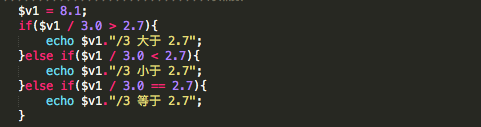 $v1 = 8.1;
if($v1 / 3.0 > 2.7){
    echo $v1."/3 大于 2.7";
}else if($v1 / 3.0 < 2.7){
    echo $v1."/3 小于 2.7";
}else if($v1 / 3.0 == 2.7){
    echo $v1."/3 等于 2.7";
}